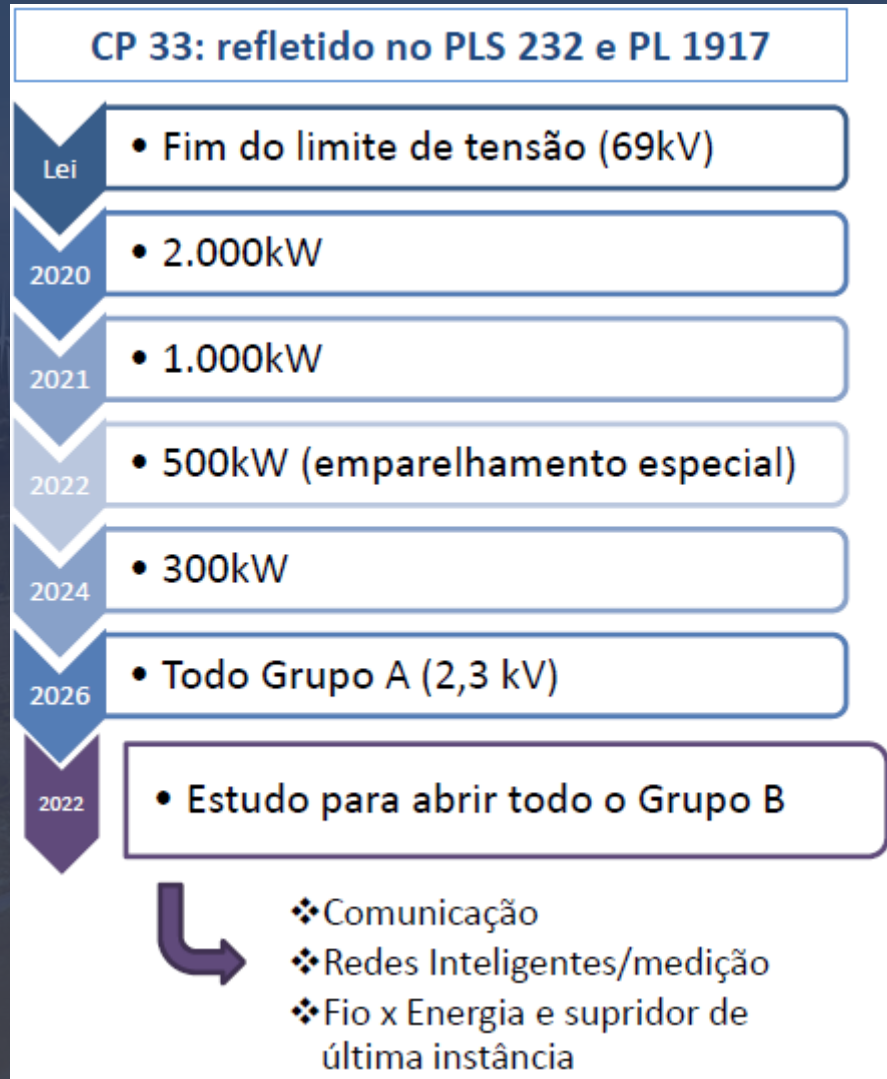 CP 33: refletido no PLS 232 e PL 1917
Lei
• Fim do limite de tensão (69kV)
2020
• 2.000kW
2021
• 1.000kW
2022
• 500kW (emparelhamento especial)
2024
• 300kW
2026
• Todo Grupo A (2,3 kV)
2022
• Estudo para abrir todo o Grupo B
❖Comunicação
❖Redes Inteligentes/medição
❖Fio x Energia e supridor de
última instância